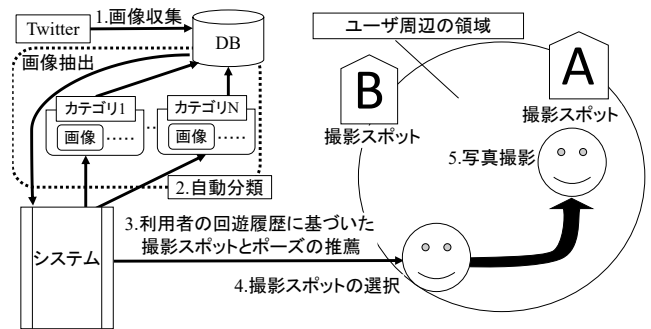 1.画像収集
Twitter
DB
画像抽出
カテゴリ1
画像 ……
‥
カテゴリN
画像 ……
2.自動分類
システム
3.利用者の回遊履歴に基づいた
撮影スポットとポーズの推薦
4.撮影スポットの選択
ユーザ周辺の領域
B
撮影スポット
A
撮影スポット
5.写真撮影